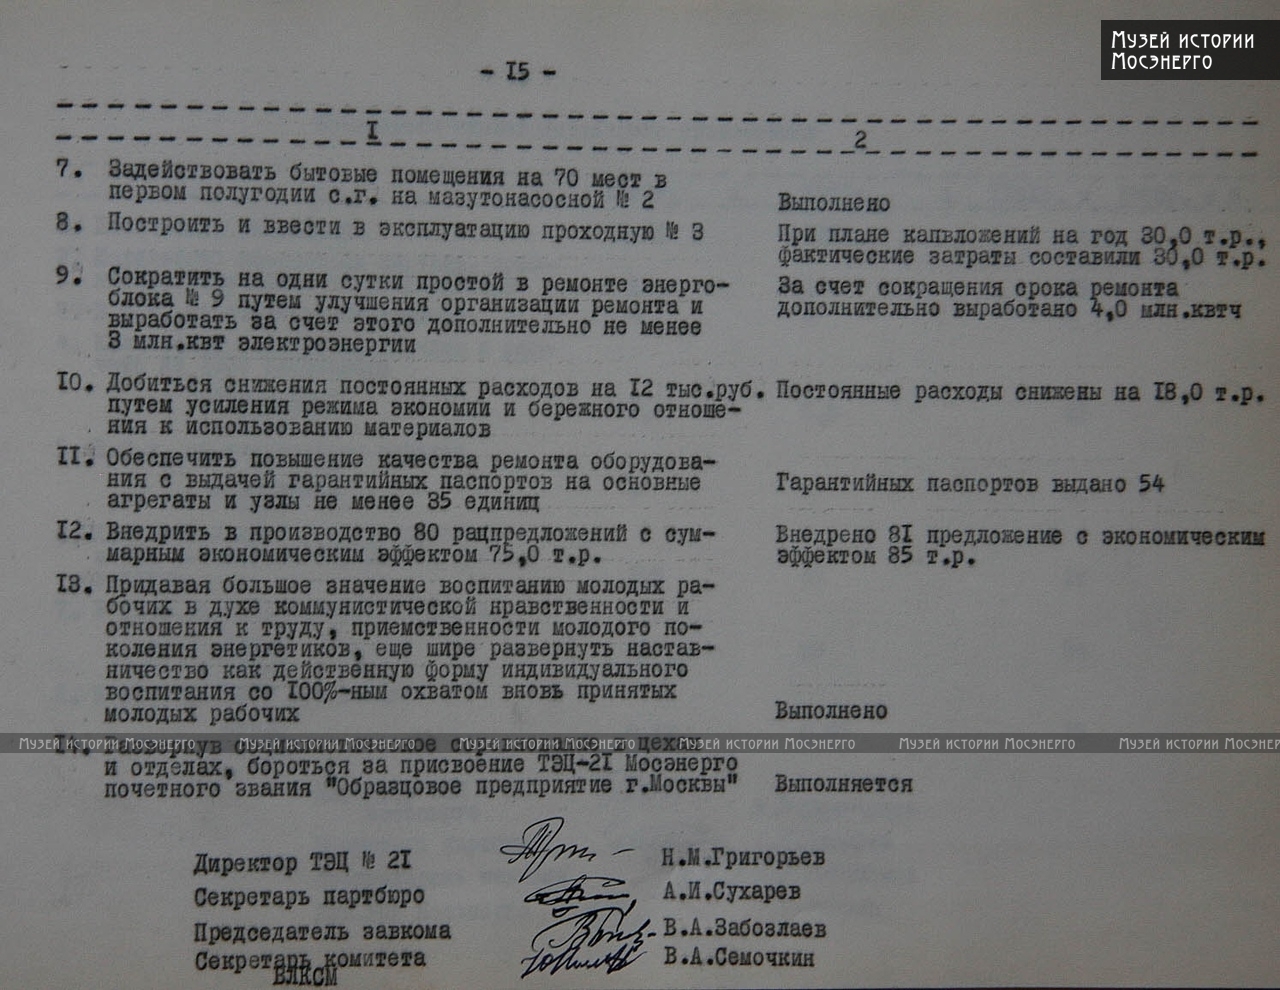 Музей истории
Мосэнерго
- I5 -
I 2
7. Задействовать бытовые помещения на 70 мест в
первом полугодии с.г. на мазутонасосной № 2
Выполнено
8. Построить и ввести в эксплуатацию проходную № 3
При плане капвложений на год 30,0 т.р.,
фактические затраты составили 30,0 т.р.
9. Сократить на одни сутки простой в ремонте энерго-
блока № 9 путем улучшения организации ремонта и
выработать за счет этого дополнительно не менее
3 млн.квт электроэнергии
За счет сокращения срока ремонта
дополнительно выработано 4,0 млн.квтч
I0. Добиться снижения постоянных расходов на I2 тыс.руб.
путем усиления режима экономии и бережного отноше-
ния к использованию материалов
Постоянные расходы снижены на I8,0 т.р.
II. Обеспечить повышение качества ремонта оборудова-
ния с выдачей гарантийных паспортов на основные
агрегаты и узлы не менее 35 единиц
Гарантийных паспортов выдано 54
I2. Внедрить в производство 80 рацпредложений с сум-
марным экономическим эффектом 75,0 т.р.
Внедрено 8I предложение с экономическим
эффектом 85 т.р.
I3. Придавая большое значение воспитанию молодых ра-
бочих в духе коммунистической нравственности и
отношения к труду, приемственности молодого по-
коления энергетиков, еще шире развернуть настав-
ничество как действенную форму индивидуального
воспитания со I00%-ным охватом вновь принятых
молодых рабочих
Выполнено
I4. Развернув социалистическое соревнование в цехах
Музей истории Мосэнерго Музей истории Мосэнерго Музей истории Мосэнерго Музей истории Мосэнерго Музей истории Мосэнерго Музей истории Мосэнер
и отделах, бороться за присвоение ТЭЦ-2I Мосэнерго
почетного звания "Образцовое предприятие г.Москвы"
Выполняется
Директор ТЭЦ № 2I Н.М.Григорьев
Секретарь партбюро А.И.Сухарев
Председатель завкома В.А.Забозлаев
Секретарь комитета В.А.Семочкин
ВЛКСМ